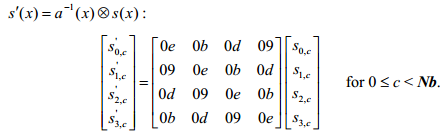 s′(x) = a⁻¹(x) ⊗ s(x) :
[s′₀,c] = [0e 0b 0d 09] [s₀,c]
[s′₁,c] [09 0e 0b 0d] [s₁,c]
[s′₂,c] [0d 09 0e 0b] [s₂,c] for 0 ≤ c < Nb.
[s′₃,c] [0b 0d 09 0e] [s₃,c]